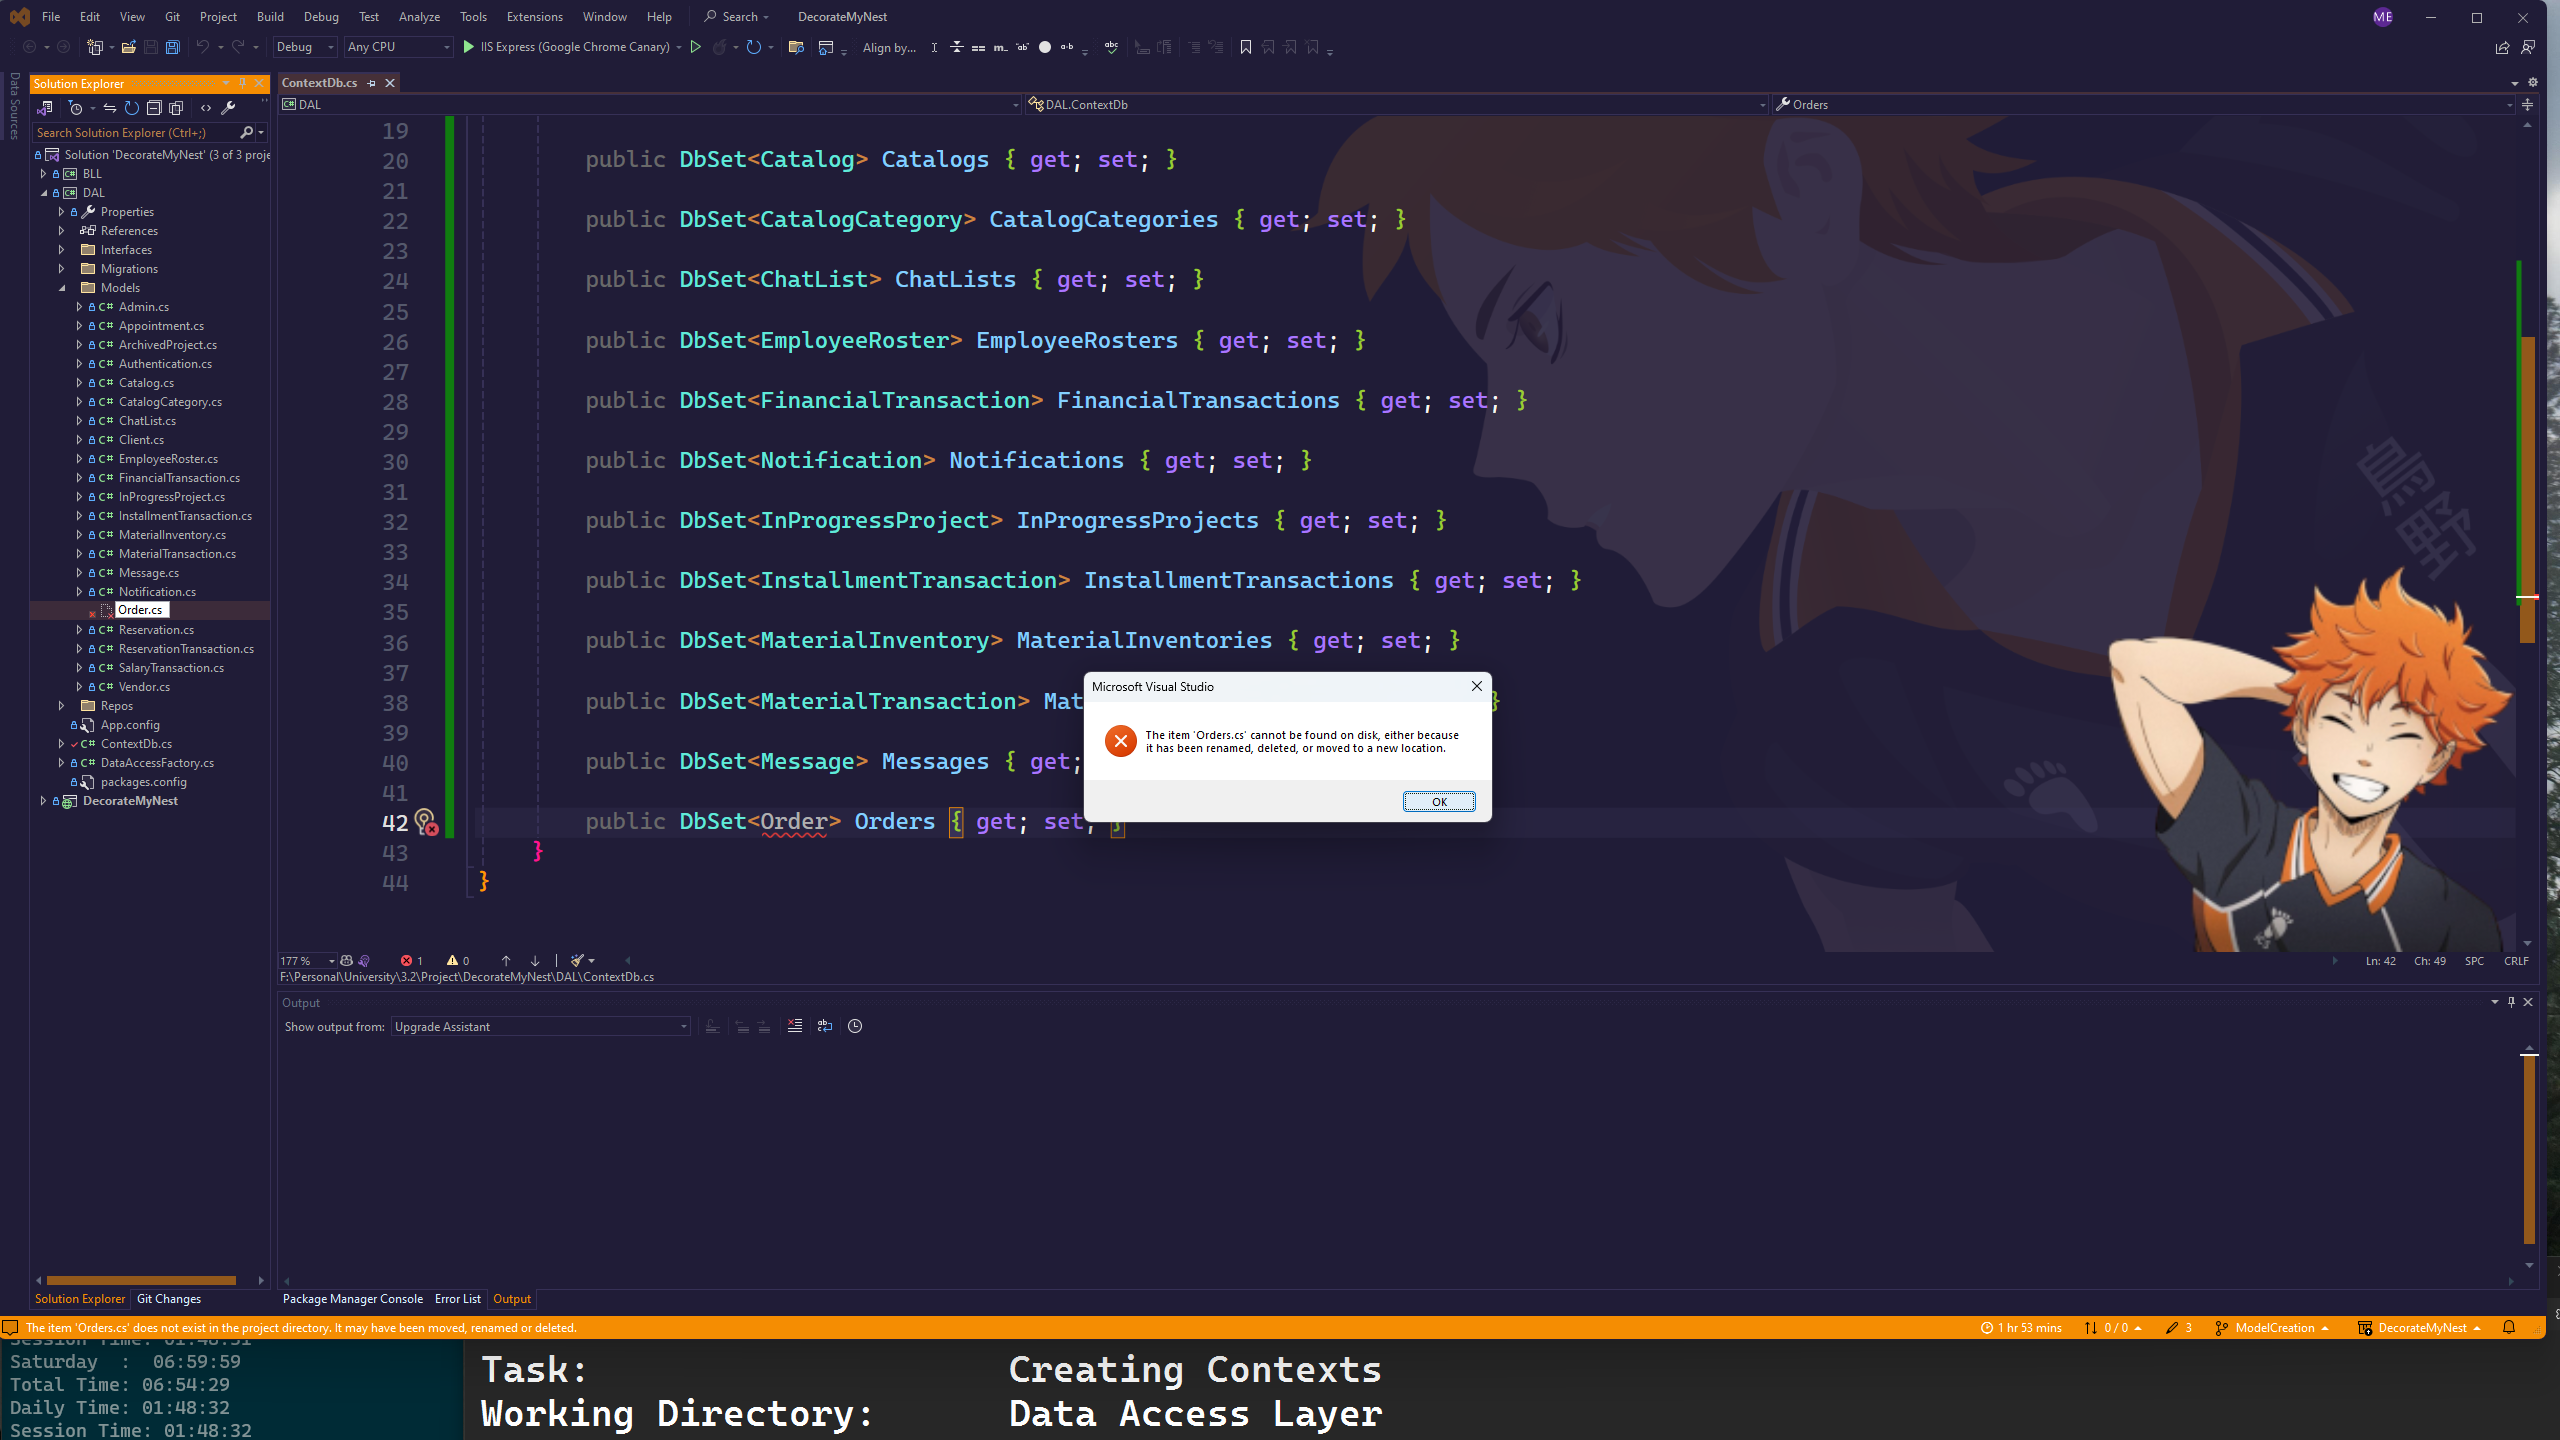 File Edit View Git Project Build Debug Test Analyze Tools Extensions Window Help Search DecorateMyNest ME
Debug Any CPU IIS Express (Google Chrome Canary) Align by...
Data Sources
Solution Explorer
Search Solution Explorer (Ctrl+;)
Solution 'DecorateMyNest' (3 of 3 proje
BLL
DAL
Properties
References
Interfaces
Migrations
Models
C# Admin.cs
C# Appointment.cs
C# ArchivedProject.cs
C# Authentication.cs
C# Catalog.cs
C# CatalogCategory.cs
C# ChatList.cs
C# Client.cs
C# EmployeeRoster.cs
C# FinancialTransaction.cs
C# InProgressProject.cs
C# InstallmentTransaction.cs
C# MaterialInventory.cs
C# MaterialTransaction.cs
C# Message.cs
C# Notification.cs
Order.cs
C# Reservation.cs
C# ReservationTransaction.cs
C# SalaryTransaction.cs
C# Vendor.cs
Repos
App.config
C# ContextDb.cs
C# DataAccessFactory.cs
packages.config
DecorateMyNest
Solution Explorer Git Changes
ContextDb.cs
DAL DAL.ContextDb Orders
19
20 public DbSet<Catalog> Catalogs { get; set; }
21
22 public DbSet<CatalogCategory> CatalogCategories { get; set; }
23
24 public DbSet<ChatList> ChatLists { get; set; }
25
26 public DbSet<EmployeeRoster> EmployeeRosters { get; set; }
27
28 public DbSet<FinancialTransaction> FinancialTransactions { get; set; }
29
30 public DbSet<Notification> Notifications { get; set; }
31
32 public DbSet<InProgressProject> InProgressProjects { get; set; }
33
34 public DbSet<InstallmentTransaction> InstallmentTransactions { get; set; }
35
36 public DbSet<MaterialInventory> MaterialInventories { get; set; }
37
38 public DbSet<MaterialTransaction> Mat }
39
40 public DbSet<Message> Messages { get;
41
42 public DbSet<Order> Orders { get; set; }
43 }
44 }
烏野
Microsoft Visual Studio
The item 'Orders.cs' cannot be found on disk, either because
it has been renamed, deleted, or moved to a new location.
OK
177 % 1 0 Ln: 42 Ch: 49 SPC CRLF
F:\Personal\University\3.2\Project\DecorateMyNest\DAL\ContextDb.cs
Output
Show output from: Upgrade Assistant
Package Manager Console Error List Output
The item 'Orders.cs' does not exist in the project directory. It may have been moved, renamed or deleted. 1 hr 53 mins 0 / 0 3 ModelCreation DecorateMyNest
Session Time: 01:48:31
Saturday : 06:59:59
Total Time: 06:54:29
Daily Time: 01:48:32
Session Time: 01:48:32
Task: Creating Contexts
Working Directory: Data Access Layer